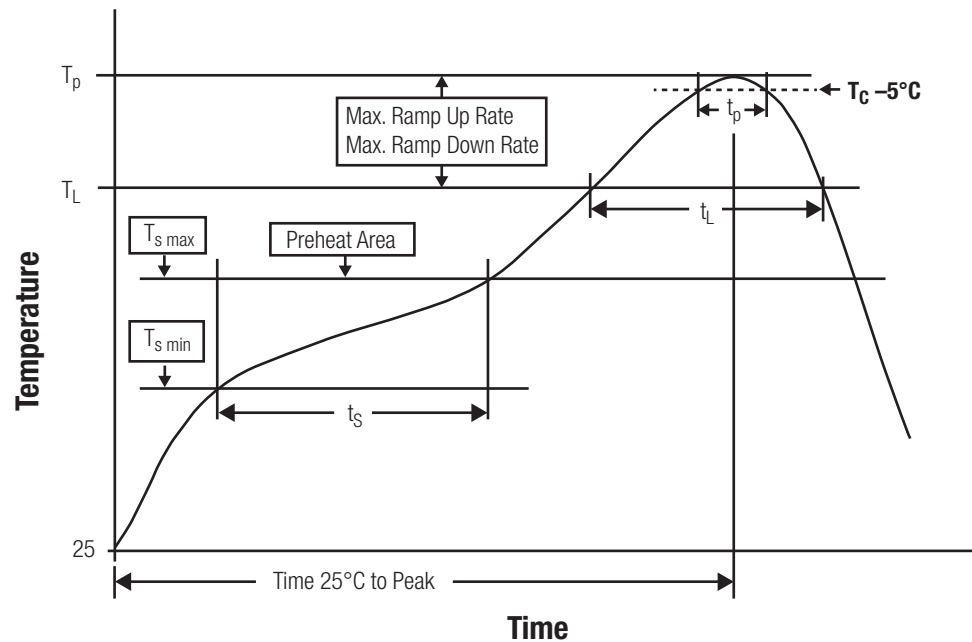 Tp
Tc –5°C
Max. Ramp Up Rate
Max. Ramp Down Rate
tp
TL
tL
Ts max
Preheat Area
Ts min
tS
Temperature
25
Time 25°C to Peak
Time